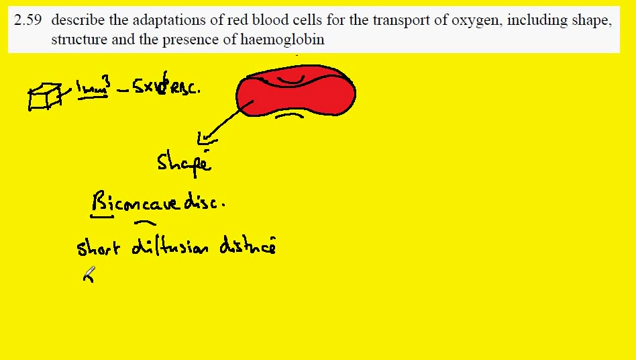 2.59 describe the adaptations of red blood cells for the transport of oxygen, including shape,
structure and the presence of haemoglobin
1mm³ – 5x10⁶ RBC.
Shape
Biconcave disc.
Short diffusion distance